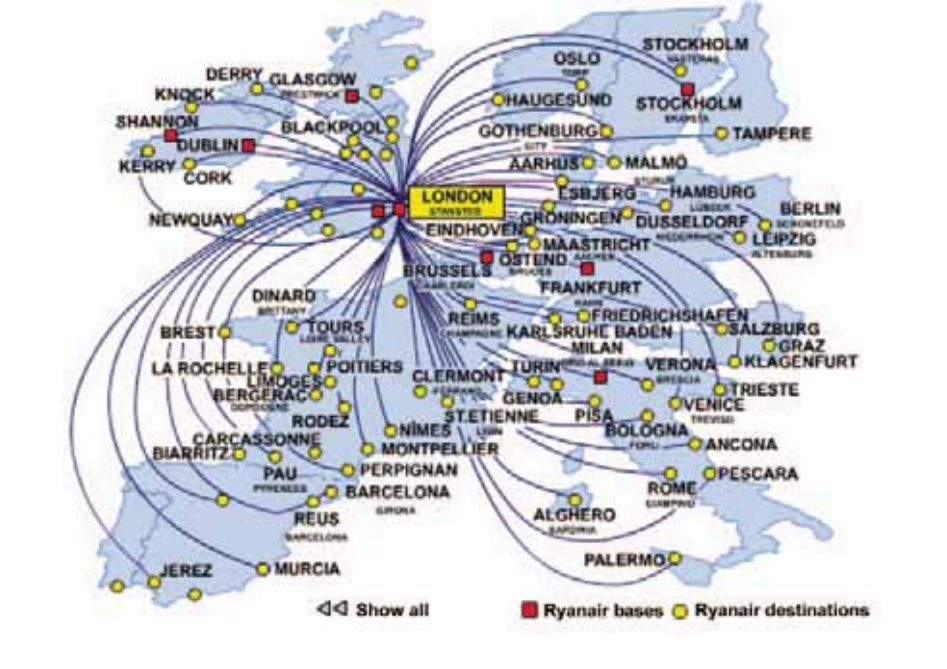 STOCKHOLM
VASTERAS
OSLO
TORP
DERRY
GLASGOW
PRESTWICK
STOCKHOLM
SKAVSTA
KNOCK
HAUGESUND
SHANNON
BLACKPOOL
GOTHENBURG
CITY
TAMPERE
DUBLIN
KERRY
AARHUS
MALMÖ
STURUP
CORK
LONDON
STANSTED
ESBJERG
HAMBURG
LÜBECK
NEWQUAY
GRONINGEN
DUSSELDORF
NIEDERRHEIN
BERLIN
SCHONEFELD
EINDHOVEN
MAASTRICHT
AACHEN
LEIPZIG
ALTENBURG
OSTEND
BRUGES
BRUSSELS
CHARLEROI
FRANKFURT
HAHN
DINARD
BRITTANY
REIMS
CHAMPAGNE
FRIEDRICHSHAFEN
BREST
TOURS
LOIRE VALLEY
KARLSRUHE BADEN
SALZBURG
MILAN
ORIO AL SERIO
GRAZ
LA ROCHELLE
POITIERS
TURIN
VERONA
BRESCIA
KLAGENFURT
LIMOGES
CLERMONT
FERRAND
BERGERAC
DORDOGNE
GENOA
TRIESTE
RODEZ
ST.ETIENNE
LYON
PISA
VENICE
TREVISO
NÎMES
BOLOGNA
FORLI
CARCASSONNE
ANCONA
BIARRITZ
MONTPELLIER
PAU
PYRENEES
PERPIGNAN
PESCARA
ROME
CIAMPINO
BARCELONA
GIRONA
REUS
BARCELONA
ALGHERO
SARDINIA
PALERMO
JEREZ
MURCIA
Show all
Ryanair bases
Ryanair destinations